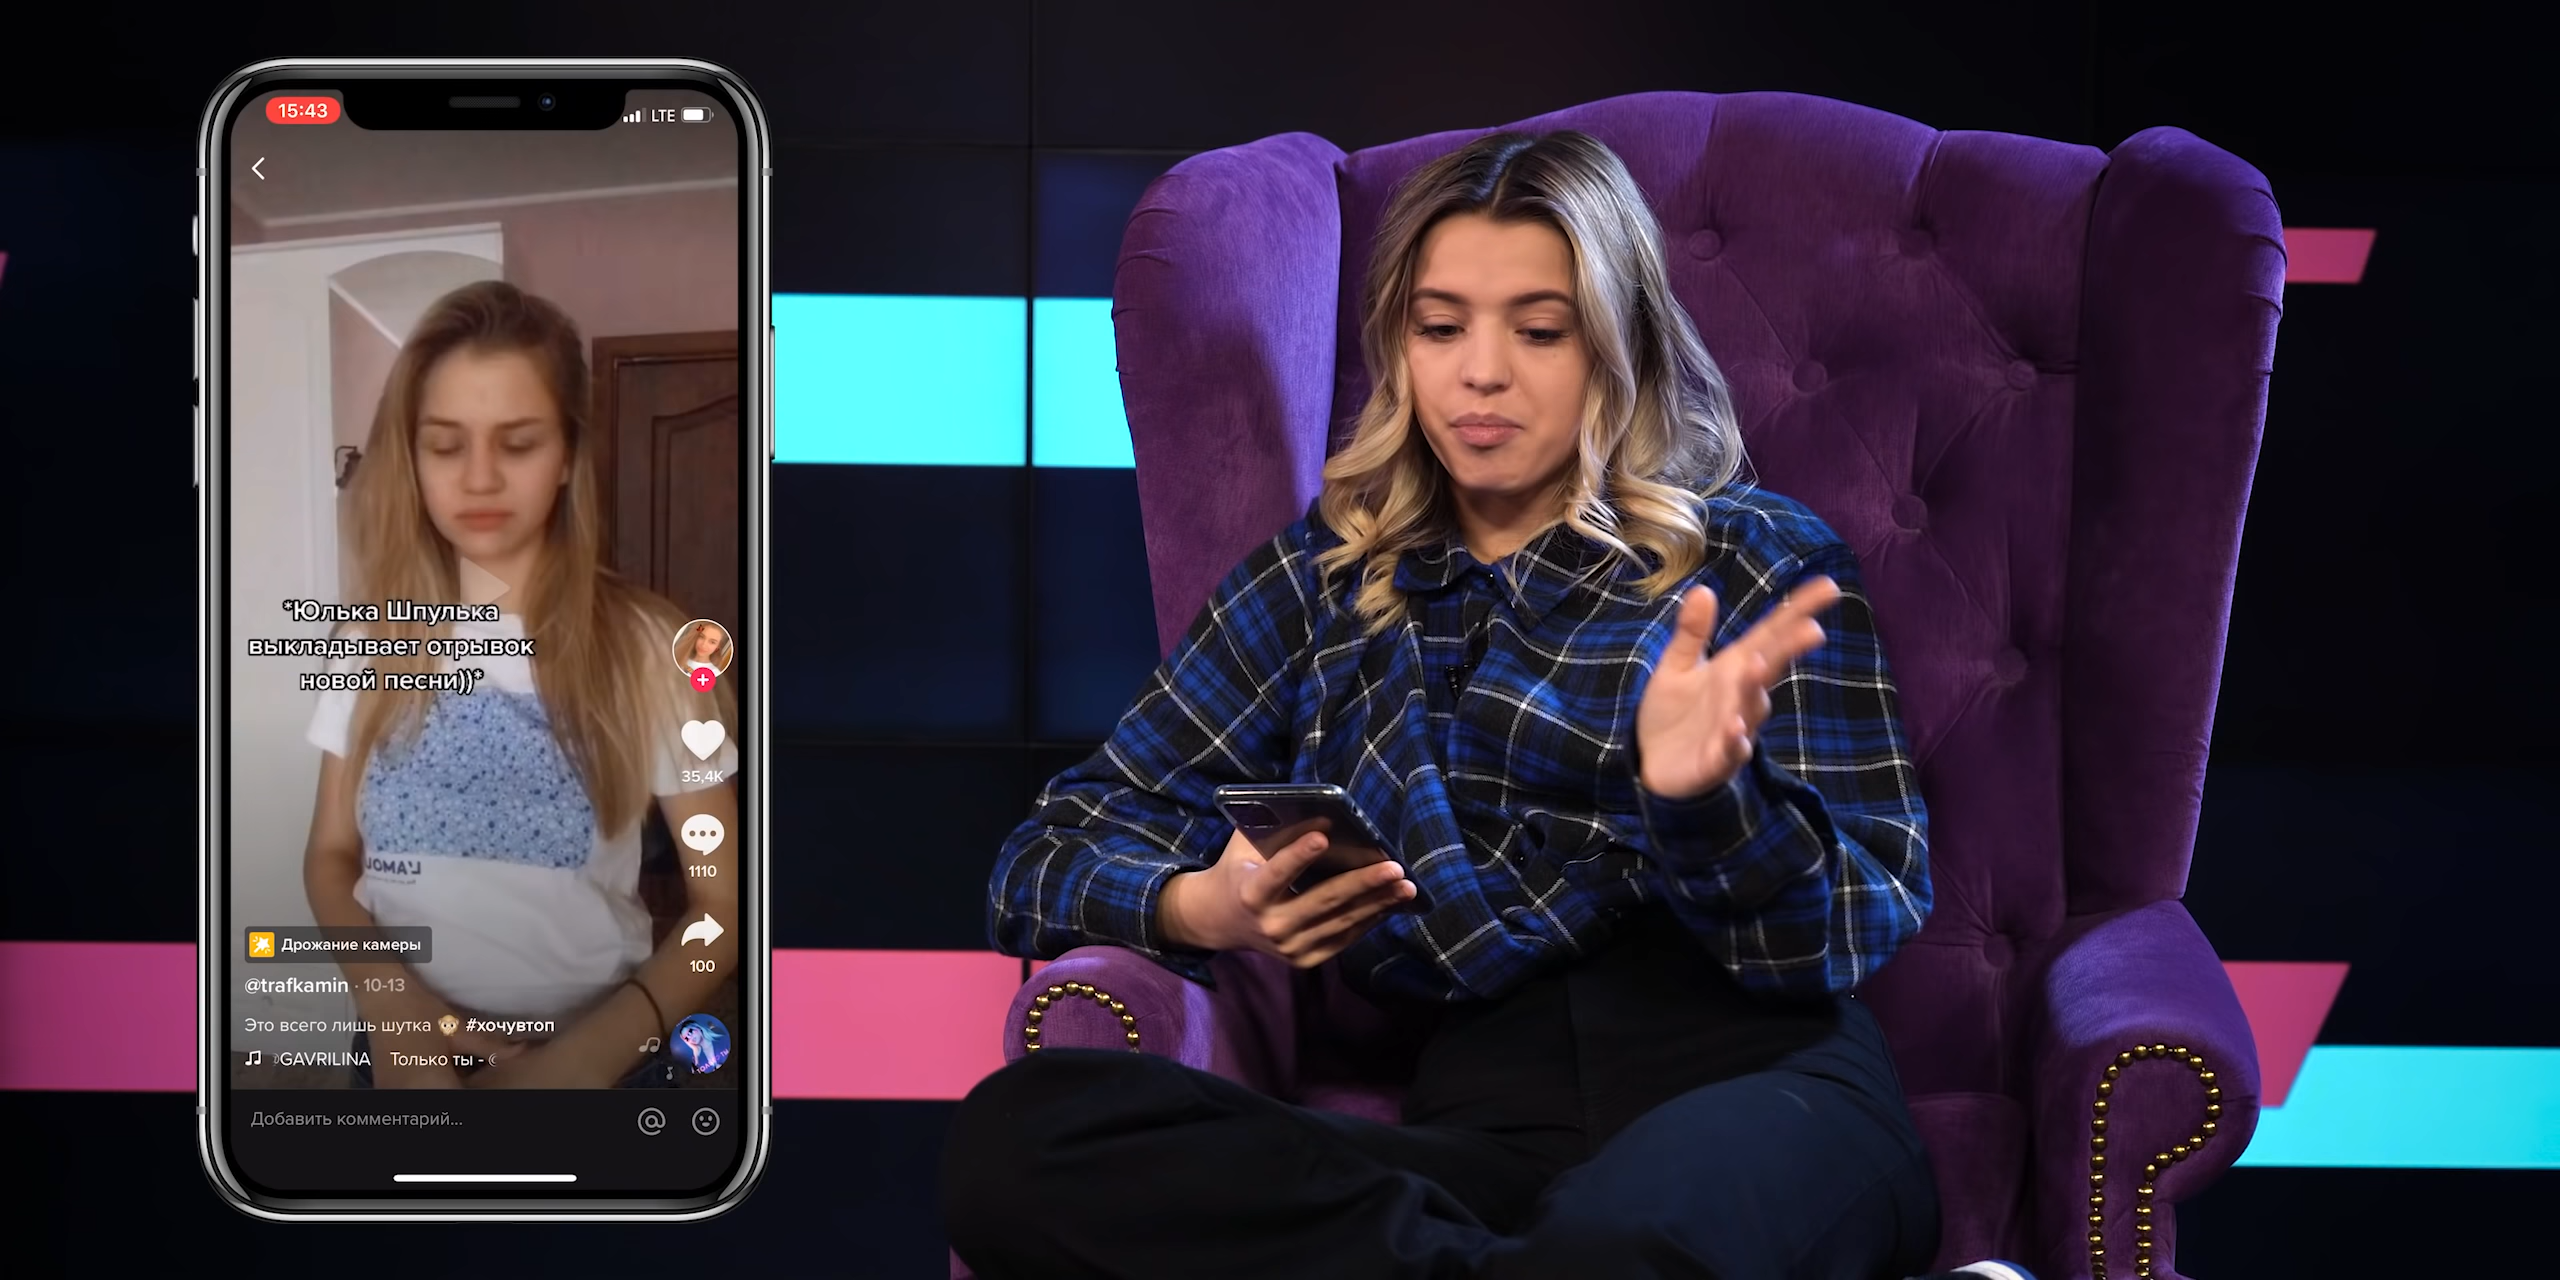 15:43
LTE
*Юлька Шпулька
выкладывает отрывок
новой песни))*
35,4K
1110
100
L'AMOU
Дрожание камеры
@trafkamin · 10-13
Это всего лишь шутка 🙊 #хочувтоп
GAVRILINA Только ты -
Добавить комментарий...